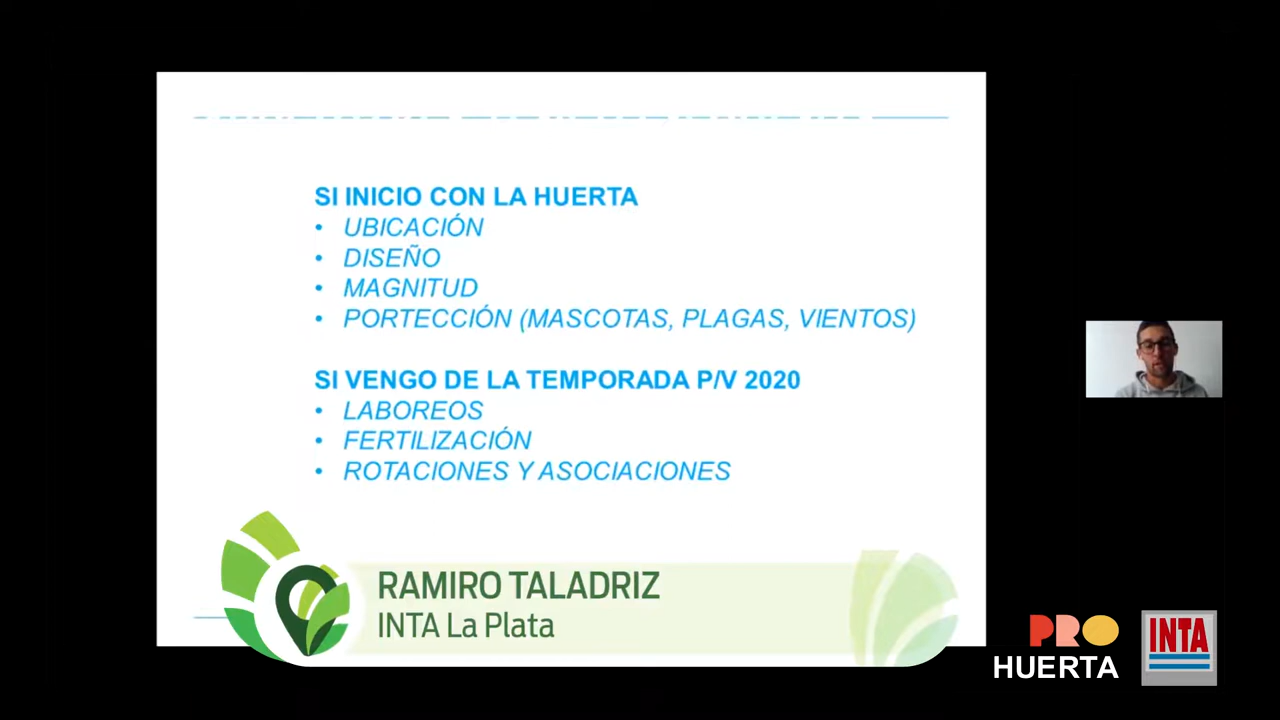 SI INICIO CON LA HUERTA
• UBICACIÓN
• DISEÑO
• MAGNITUD
• PORTECCIÓN (MASCOTAS, PLAGAS, VIENTOS)
SI VENGO DE LA TEMPORADA P/V 2020
• LABOREOS
• FERTILIZACIÓN
• ROTACIONES Y ASOCIACIONES
RAMIRO TALADRIZ
INTA La Plata
PRO
HUERTA
INTA